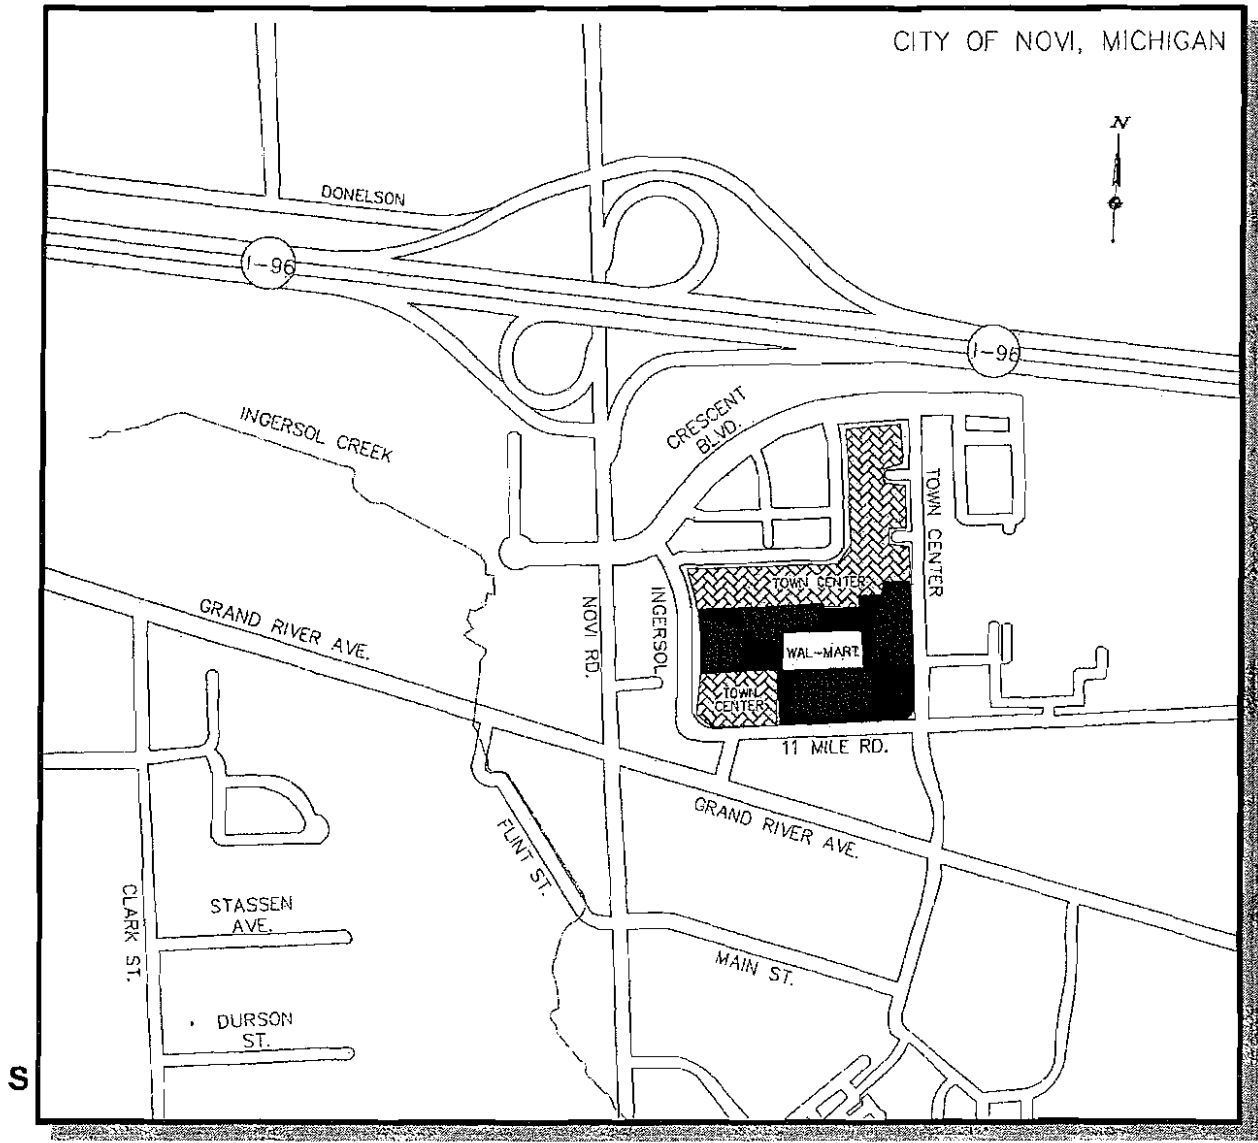 CITY OF NOVI, MICHIGAN
N
DONELSON
I-96
I-96
INGERSOL CREEK
CRESCENT
BLVD.
TOWN CENTER
GRAND RIVER AVE.
NOVI RD.
INGERSOL
TOWN CENTER
WAL-MART
TOWN
CENTER
11 MILE RD.
GRAND RIVER AVE.
FLINT ST.
CLARK ST.
STASSEN
AVE.
MAIN ST.
DURSON
ST.
S